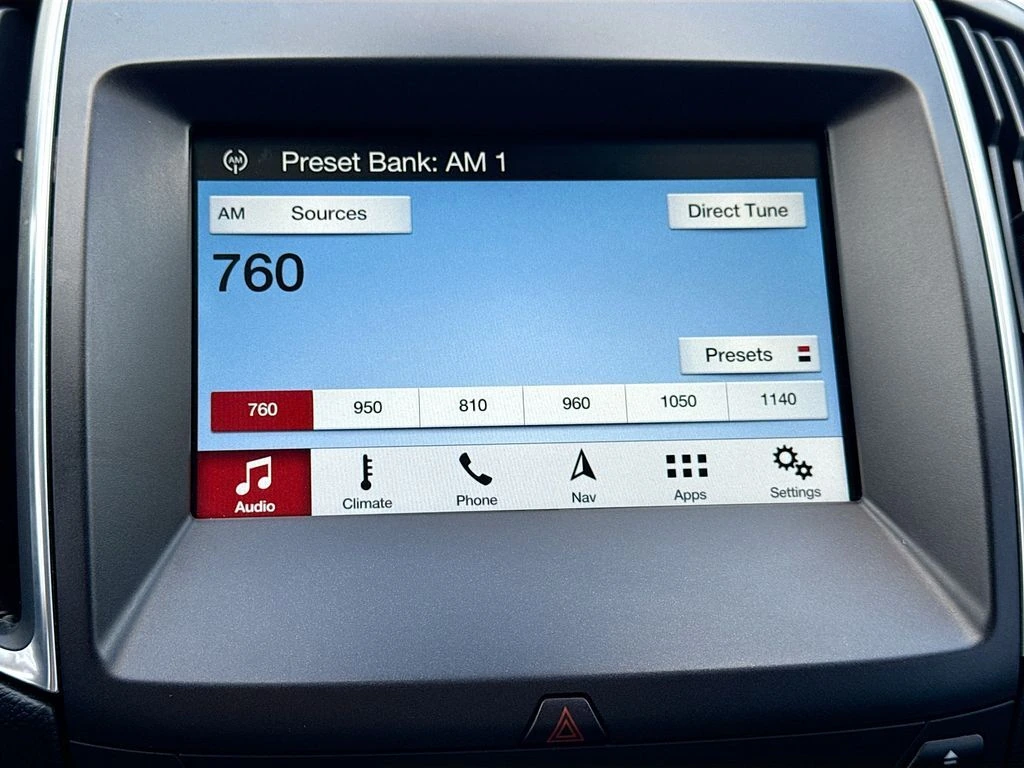 AM Preset Bank: AM 1
AM Sources Direct Tune
760
Presets
760 950 810 960 1050 1140
Audio Climate Phone Nav Apps Settings